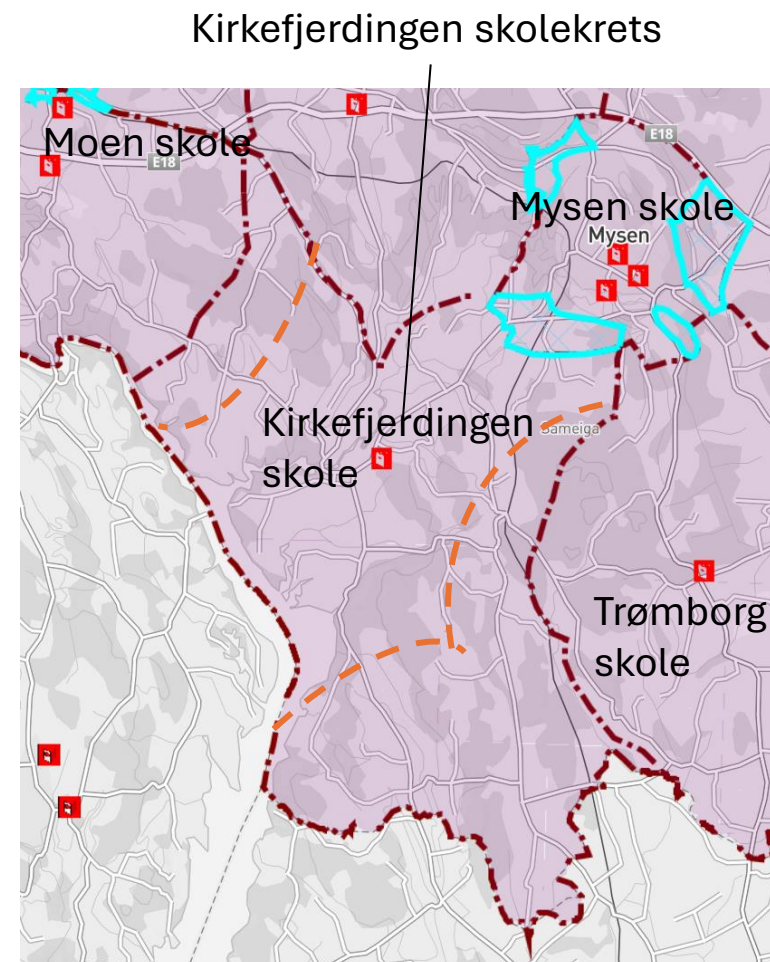 Kirkefjerdingen skolekrets
Moen skole
E18
E18
Mysen skole
Mysen
Kirkefjerdingen
skole
Sameiga
Trømborg
skole